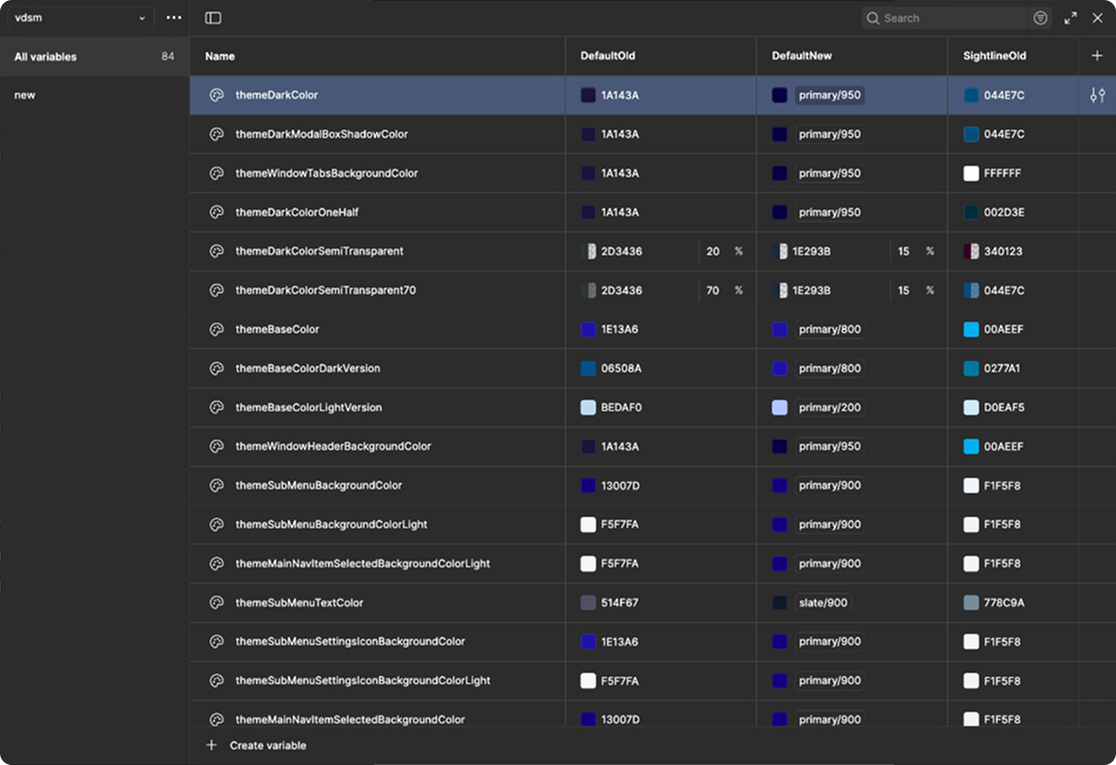 vdsm Search
All variables 84 Name DefaultOld DefaultNew SightlineOld
new themeDarkColor 1A143A primary/950 044E7C
themeDarkModalBoxShadowColor 1A143A primary/950 044E7C
themeWindowTabsBackgroundColor 1A143A primary/950 FFFFFF
themeDarkColorOneHalf 1A143A primary/950 002D3E
themeDarkColorSemiTransparent 2D3436 20 % 1E293B 15 % 340123
themeDarkColorSemiTransparent70 2D3436 70 % 1E293B 15 % 044E7C
themeBaseColor 1E13A6 primary/800 00AEEF
themeBaseColorDarkVersion 06508A primary/800 0277A1
themeBaseColorLightVersion BEDAF0 primary/200 D0EAF5
themeWindowHeaderBackgroundColor 1A143A primary/950 00AEEF
themeSubMenuBackgroundColor 13007D primary/900 F1F5F8
themeSubMenuBackgroundColorLight F5F7FA primary/900 F1F5F8
themeMainNavItemSelectedBackgroundColorLight F5F7FA primary/900 F1F5F8
themeSubMenuTextColor 514F67 slate/900 778C9A
themeSubMenuSettingsIconBackgroundColor 1E13A6 primary/900 F1F5F8
themeSubMenuSettingsIconBackgroundColorLight F5F7FA primary/900 F1F5F8
themeMainNavItemSelectedBackgroundColor 13007D primary/900 F1F5F8
Create variable